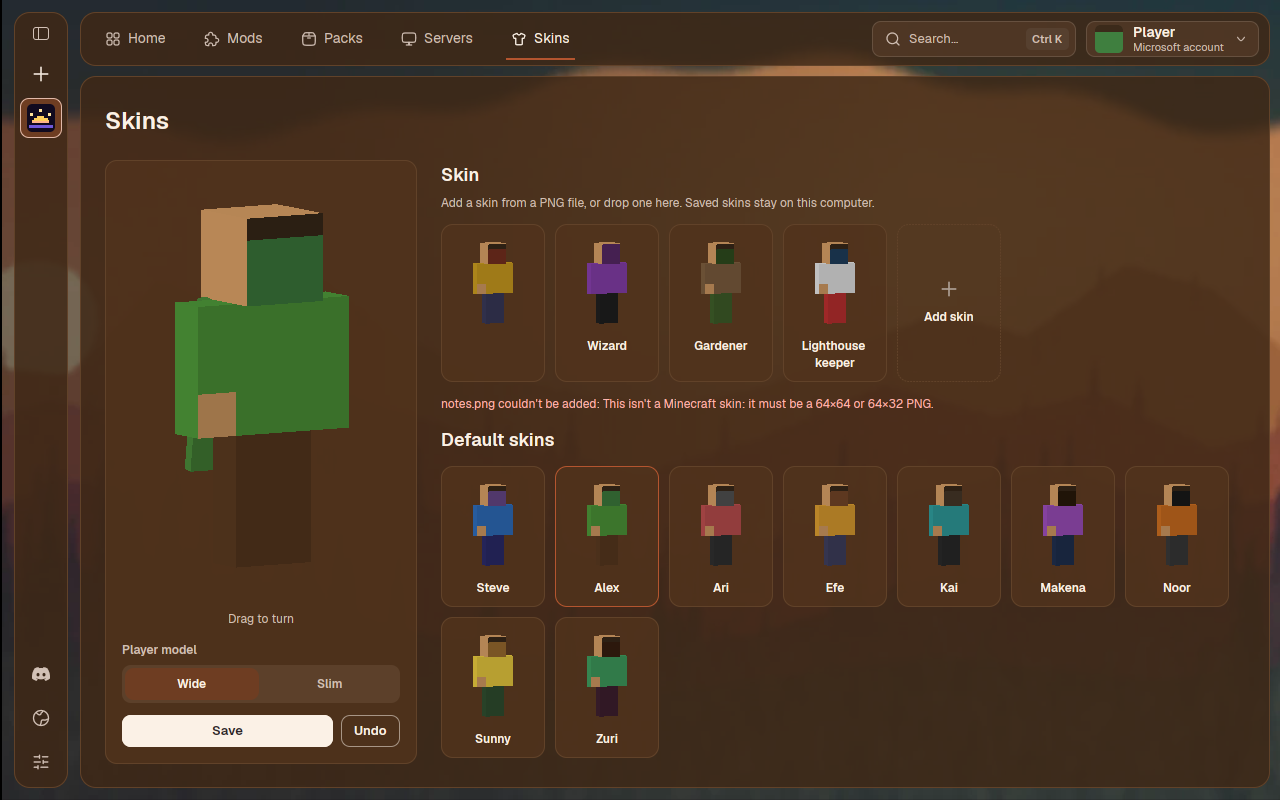 Home
Mods
Packs
Servers
Skins
Search...
Ctrl K
Player
Microsoft account
Skins
Drag to turn
Player model
Wide
Slim
Save
Undo
Skin
Add a skin from a PNG file, or drop one here. Saved skins stay on this computer.
Wizard
Gardener
Lighthouse
keeper
Add skin
notes.png couldn't be added: This isn't a Minecraft skin: it must be a 64×64 or 64×32 PNG.
Default skins
Steve
Alex
Ari
Efe
Kai
Makena
Noor
Sunny
Zuri